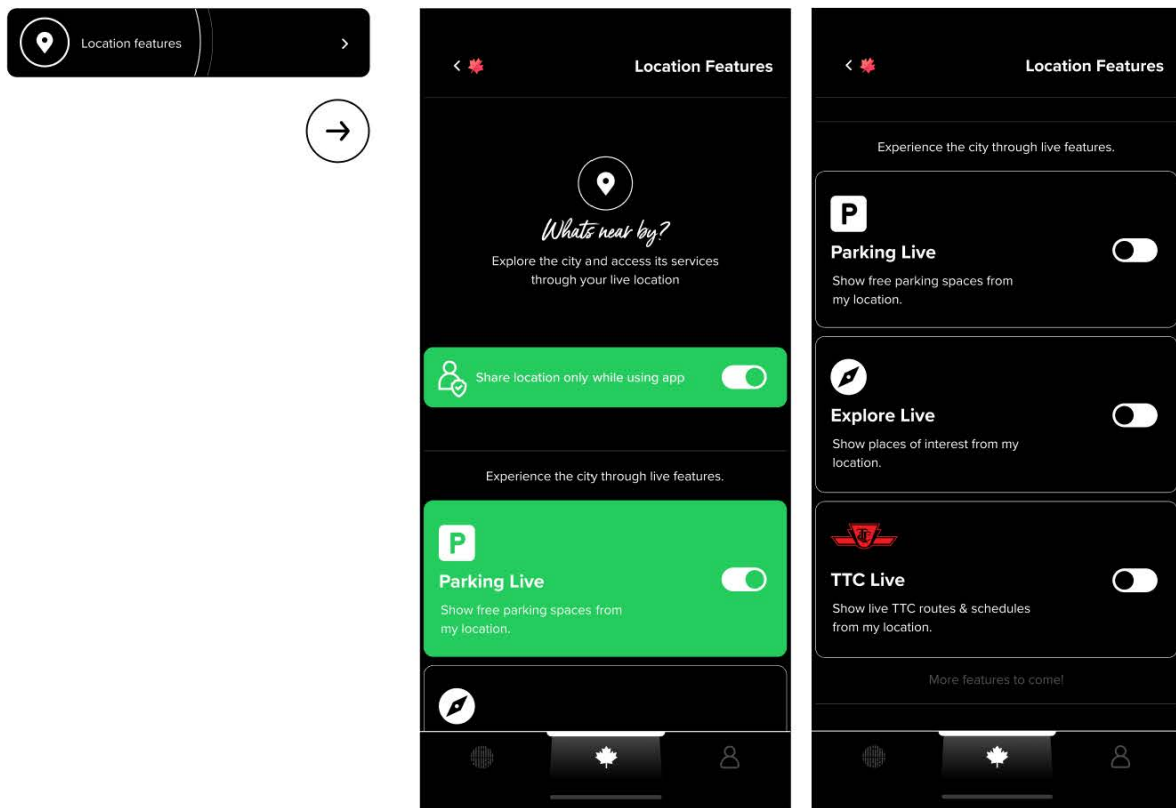 Location features
Location Features
Whats near by?
Explore the city and access its services
through your live location
Share location only while using app
Experience the city through live features.
P
Parking Live
Show free parking spaces from
my location.
Location Features
Experience the city through live features.
P
Parking Live
Show free parking spaces from
my location.
Explore Live
Show places of interest from my
location.
TTC
TTC Live
Show live TTC routes & schedules
from my location.
More features to come!